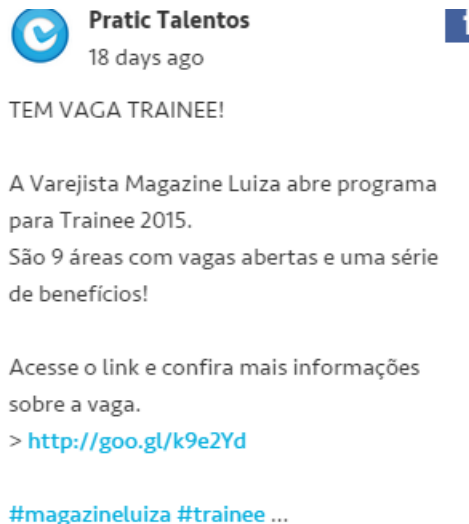 Pratic Talentos
18 days ago
TEM VAGA TRAINEE!
A Varejista Magazine Luiza abre programa
para Trainee 2015.
São 9 áreas com vagas abertas e uma série
de benefícios!
Acesse o link e confira mais informações
sobre a vaga.
> http://goo.gl/k9e2Yd
#magazineluiza #trainee ...